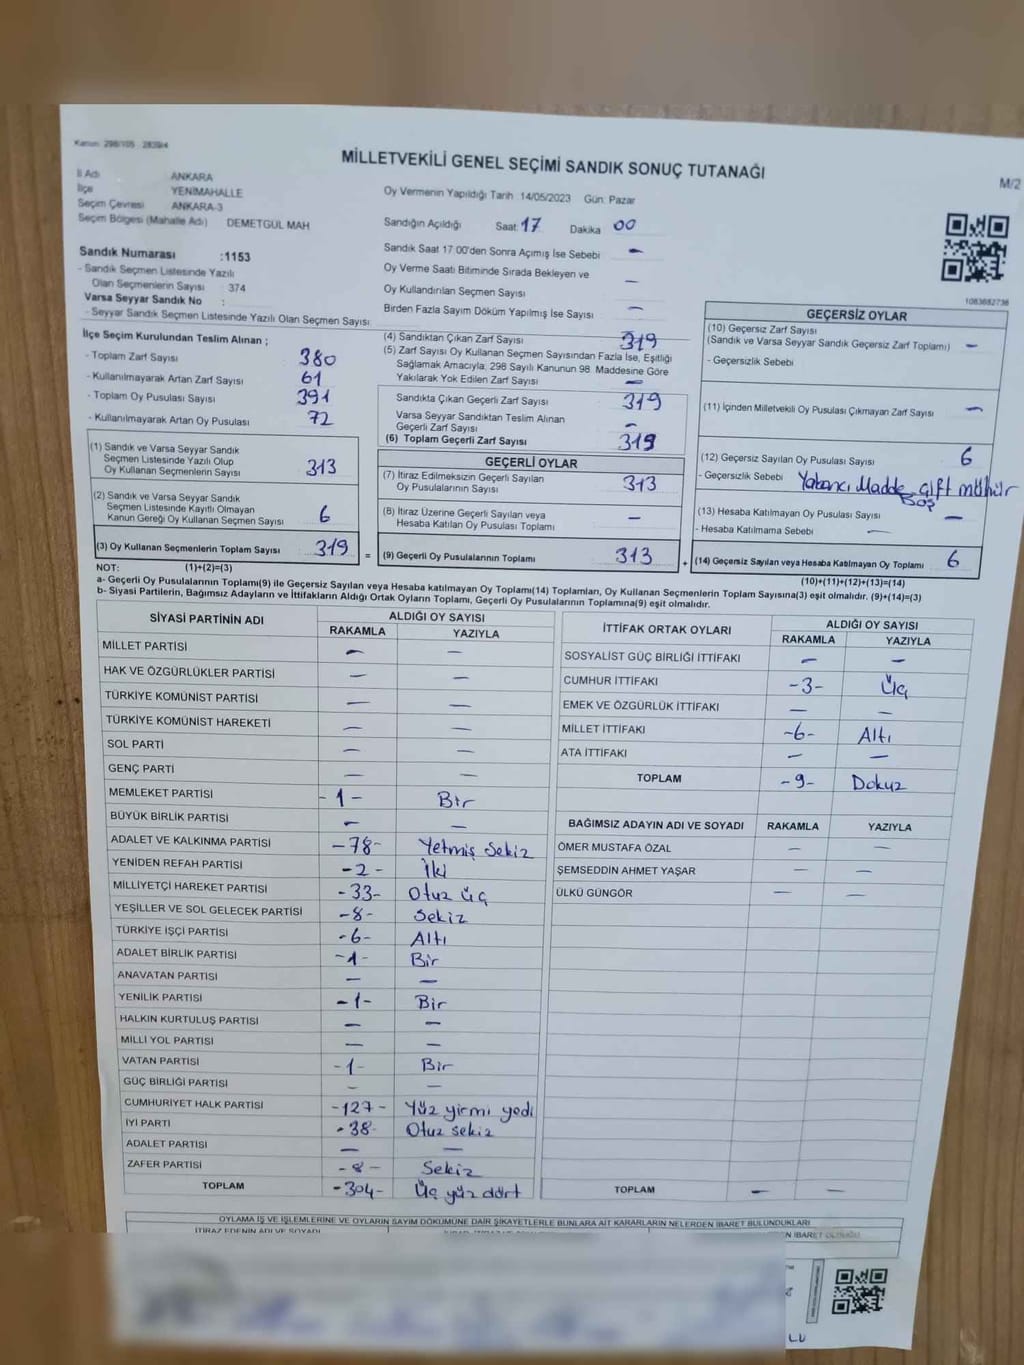 Kanun: 298/105 . 2839/4
MİLLETVEKİLİ GENEL SEÇİMİ SANDIK SONUÇ TUTANAĞI
M/2
İl Adı ANKARA
İlçe YENİMAHALLE
Seçim Çevresi ANKARA-3
Seçim Bölgesi (Mahalle Adı) DEMETGÜL MAH
Oy Vermenin Yapıldığı Tarih 14/05/2023 Gün: Pazar
Sandığın Açıldığı Saat: 17 Dakika 00
Sandık Saat 17:00'den Sonra Açımış İse Sebebi —
Oy Verme Saati Bitiminde Sırada Bekleyen ve
Oy Kullandırılan Seçmen Sayısı —
Birden Fazla Sayım Döküm Yapılmış İse Sayısı —
Sandık Numarası :1153
- Sandık Seçmen Listesinde Yazılı
Olan Seçmenlerin Sayısı : 374
Varsa Seyyar Sandık No :
- Seyyar Sandık Seçmen Listesinde Yazılı Olan Seçmen Sayısı:
1083682736
İlçe Seçim Kurulundan Teslim Alınan ;
- Toplam Zarf Sayısı 380
- Kullanılmayarak Artan Zarf Sayısı 61
- Toplam Oy Pusulası Sayısı 391
- Kullanılmayarak Artan Oy Pusulası 72
(1) Sandık ve Varsa Seyyar Sandık
Seçmen Listesinde Yazılı Olup
Oy Kullanan Seçmenlerin Sayısı 313
(2) Sandık ve Varsa Seyyar Sandık
Seçmen Listesinde Kayıtlı Olmayan
Kanun Gereği Oy Kullanan Seçmen Sayısı 6
(3) Oy Kullanan Seçmenlerin Toplam Sayısı 319 =
(4) Sandıktan Çıkan Zarf Sayısı 319
(5) Zarf Sayısı Oy Kullanan Seçmen Sayısından Fazla İse, Eşitliği
Sağlamak Amacıyla; 298 Sayılı Kanunun 98. Maddesine Göre
Yakılarak Yok Edilen Zarf Sayısı —
Sandıkta Çıkan Geçerli Zarf Sayısı 319
Varsa Seyyar Sandıktan Teslim Alınan
Geçerli Zarf Sayısı —
(6) Toplam Geçerli Zarf Sayısı 319
GEÇERLİ OYLAR
(7) İtiraz Edilmeksizin Geçerli Sayılan
Oy Pusulalarının Sayısı 313
(8) İtiraz Üzerine Geçerli Sayılan veya
Hesaba Katılan Oy Pusulası Toplamı —
(9) Geçerli Oy Pusulalarının Toplamı 313 +
GEÇERSİZ OYLAR
(10) Geçersiz Zarf Sayısı
(Sandık ve Varsa Seyyar Sandık Geçersiz Zarf Toplamı) —
- Geçersizlik Sebebi
(11) İçinden Milletvekili Oy Pusulası Çıkmayan Zarf Sayısı —
(12) Geçersiz Sayılan Oy Pusulası Sayısı 6
- Geçersizlik Sebebi Yabancı Madde, çift mühür
Boş
(13) Hesaba Katılmayan Oy Pusulası Sayısı —
- Hesaba Katılmama Sebebi —
(14) Geçersiz Sayılan veya Hesaba Katılmayan Oy Toplamı 6
NOT: (1)+(2)=(3) (10)+(11)+(12)+(13)=(14)
a- Geçerli Oy Pusulalarının Toplamı(9) ile Geçersiz Sayılan veya Hesaba katılmayan Oy Toplamı(14) Toplamları, Oy Kullanan Seçmenlerin Toplam Sayısına(3) eşit olmalıdır. (9)+(14)=(3)
b- Siyasi Partilerin, Bağımsız Adayların ve İttifakların Aldığı Ortak Oyların Toplamı, Geçerli Oy Pusulalarının Toplamına(9) eşit olmalıdır.
SİYASİ PARTİNİN ADI ALDIĞI OY SAYISI
RAKAMLA YAZIYLA
MİLLET PARTİSİ — —
HAK VE ÖZGÜRLÜKLER PARTİSİ — —
TÜRKİYE KOMÜNİST PARTİSİ — —
TÜRKİYE KOMÜNİST HAREKETİ — —
SOL PARTİ — —
GENÇ PARTİ — —
MEMLEKET PARTİSİ -1- Bir
BÜYÜK BİRLİK PARTİSİ — —
ADALET VE KALKINMA PARTİSİ -78- Yetmiş Sekiz
YENİDEN REFAH PARTİSİ -2- İki
MİLLİYETÇİ HAREKET PARTİSİ -33- Otuz üç
YEŞİLLER VE SOL GELECEK PARTİSİ -8- Sekiz
TÜRKİYE İŞÇİ PARTİSİ -6- Altı
ADALET BİRLİK PARTİSİ -1- Bir
ANAVATAN PARTİSİ — —
YENİLİK PARTİSİ -1- Bir
HALKIN KURTULUŞ PARTİSİ — —
MİLLİ YOL PARTİSİ — —
VATAN PARTİSİ -1- Bir
GÜÇ BİRLİĞİ PARTİSİ — —
CUMHURİYET HALK PARTİSİ -127- Yüz yirmi yedi
İYİ PARTİ -38- Otuz sekiz
ADALET PARTİSİ — —
ZAFER PARTİSİ -8- Sekiz
TOPLAM -304- Üç yüz dört
İTTİFAK ORTAK OYLARI ALDIĞI OY SAYISI
RAKAMLA YAZIYLA
SOSYALİST GÜÇ BİRLİĞİ İTTİFAKI — —
CUMHUR İTTİFAKI -3- Üç
EMEK VE ÖZGÜRLÜK İTTİFAKI — —
MİLLET İTTİFAKI -6- Altı
ATA İTTİFAKI — —
TOPLAM -9- Dokuz
BAĞIMSIZ ADAYIN ADI VE SOYADI RAKAMLA YAZIYLA
ÖMER MUSTAFA ÖZAL — —
ŞEMSEDDİN AHMET YAŞAR — —
ÜLKÜ GÜNGÖR — —
TOPLAM — —
OYLAMA İŞ VE İŞLEMLERİNE VE OYLARIN SAYIM DÖKÜMÜNE DAİR ŞİKAYETLERLE BUNLARA AİT KARARLARIN NELERDEN İBARET BULUNDUKLARI
İTİRAZ EDENİN ADI VE SOYADI
N İBARET OLDUĞU